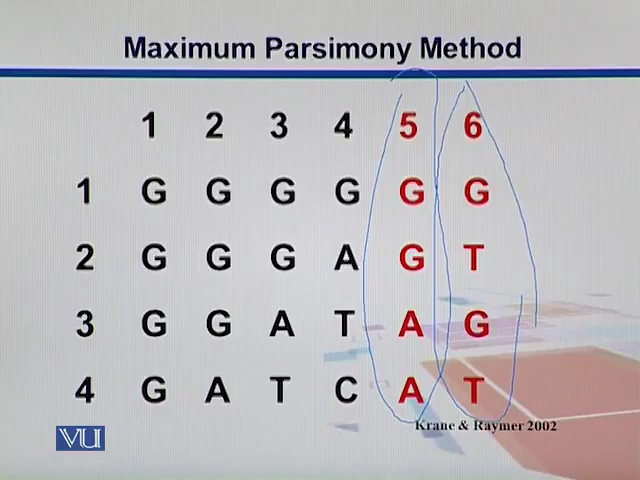 Maximum Parsimony Method
1 2 3 4 5 6
1 G G G G G G
2 G G G A G T
3 G G A T A G
4 G A T C A T
VU
Krane & Raymer 2002